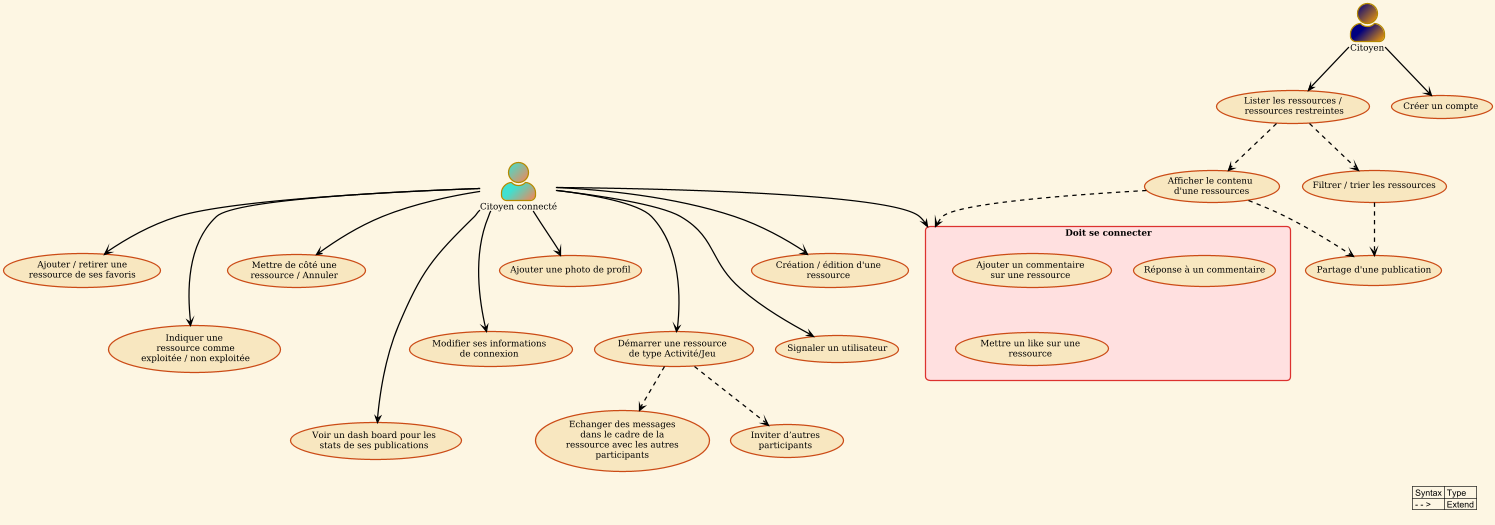 Citoyen
Lister les ressources /
ressources restreintes
Créer un compte
Afficher le contenu
d'une ressources
Filtrer / trier les ressources
Citoyen connecté
Doit se connecter
Ajouter / retirer une
ressource de ses favoris
Mettre de côté une
ressource / Annuler
Ajouter une photo de profil
Création / édition d'une
ressource
Ajouter un commentaire
sur une ressource
Réponse à un commentaire
Partage d'une publication
Indiquer une
ressource comme
exploitée / non exploitée
Modifier ses informations
de connexion
Démarrer une ressource
de type Activité/Jeu
Signaler un utilisateur
Mettre un like sur une
ressource
Voir un dash board pour les
stats de ses publications
Echanger des messages
dans le cadre de la
ressource avec les autres
participants
Inviter d’autres
participants
Syntax Type
- - > Extend